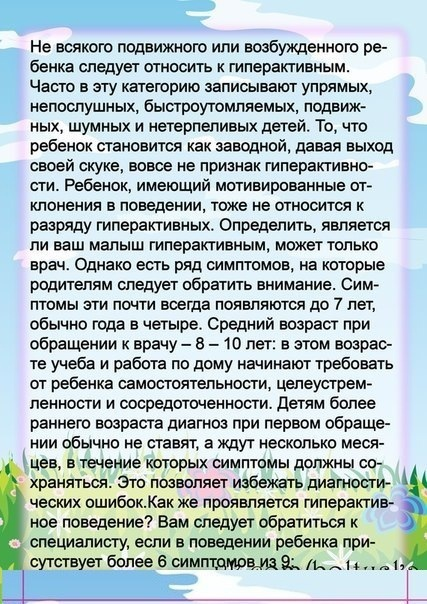 Не всякого подвижного или возбужденного ре-
бенка следует относить к гиперактивным.
Часто в эту категорию записывают упрямых,
непослушных, быстроутомляемых, подвиж-
ных, шумных и нетерпеливых детей. То, что
ребенок становится как заводной, давая выход
своей скуке, вовсе не признак гиперактивно-
сти. Ребенок, имеющий мотивированные от-
клонения в поведении, тоже не относится к
разряду гиперактивных. Определить, является
ли ваш малыш гиперактивным, может только
врач. Однако есть ряд симптомов, на которые
родителям следует обратить внимание. Сим-
птомы эти почти всегда появляются до 7 лет,
обычно года в четыре. Средний возраст при
обращении к врачу – 8 – 10 лет: в этом возрас-
те учеба и работа по дому начинают требовать
от ребенка самостоятельности, целеустрем-
ленности и сосредоточенности. Детям более
раннего возраста диагноз при первом обраще-
нии обычно не ставят, а ждут несколько меся-
цев, в течение которых симптомы должны со-
храняться. Это позволяет избежать диагности-
ческих ошибок.Как же проявляется гиперактив-
ное поведение? Вам следует обратиться к
специалисту, если в поведении ребенка при-
сутствует более 6 симптомов из 9: